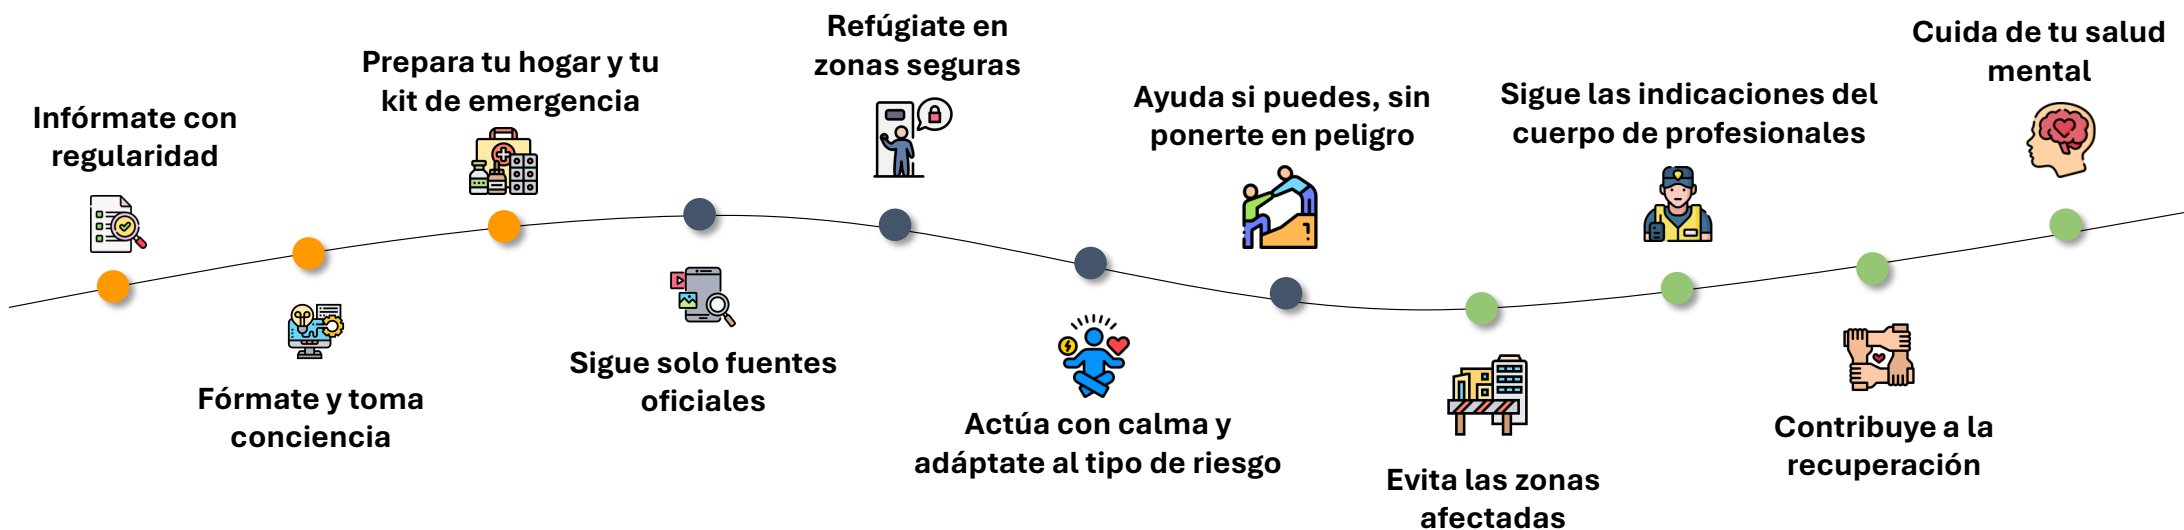 Infórmate con
regularidad
Fórmate y toma
conciencia
Prepara tu hogar y tu
kit de emergencia
Sigue solo fuentes
oficiales
Refúgiate en
zonas seguras
Actúa con calma y
adáptate al tipo de riesgo
Ayuda si puedes, sin
ponerte en peligro
Evita las zonas
afectadas
Sigue las indicaciones del
cuerpo de profesionales
Contribuye a la
recuperación
Cuida de tu salud
mental